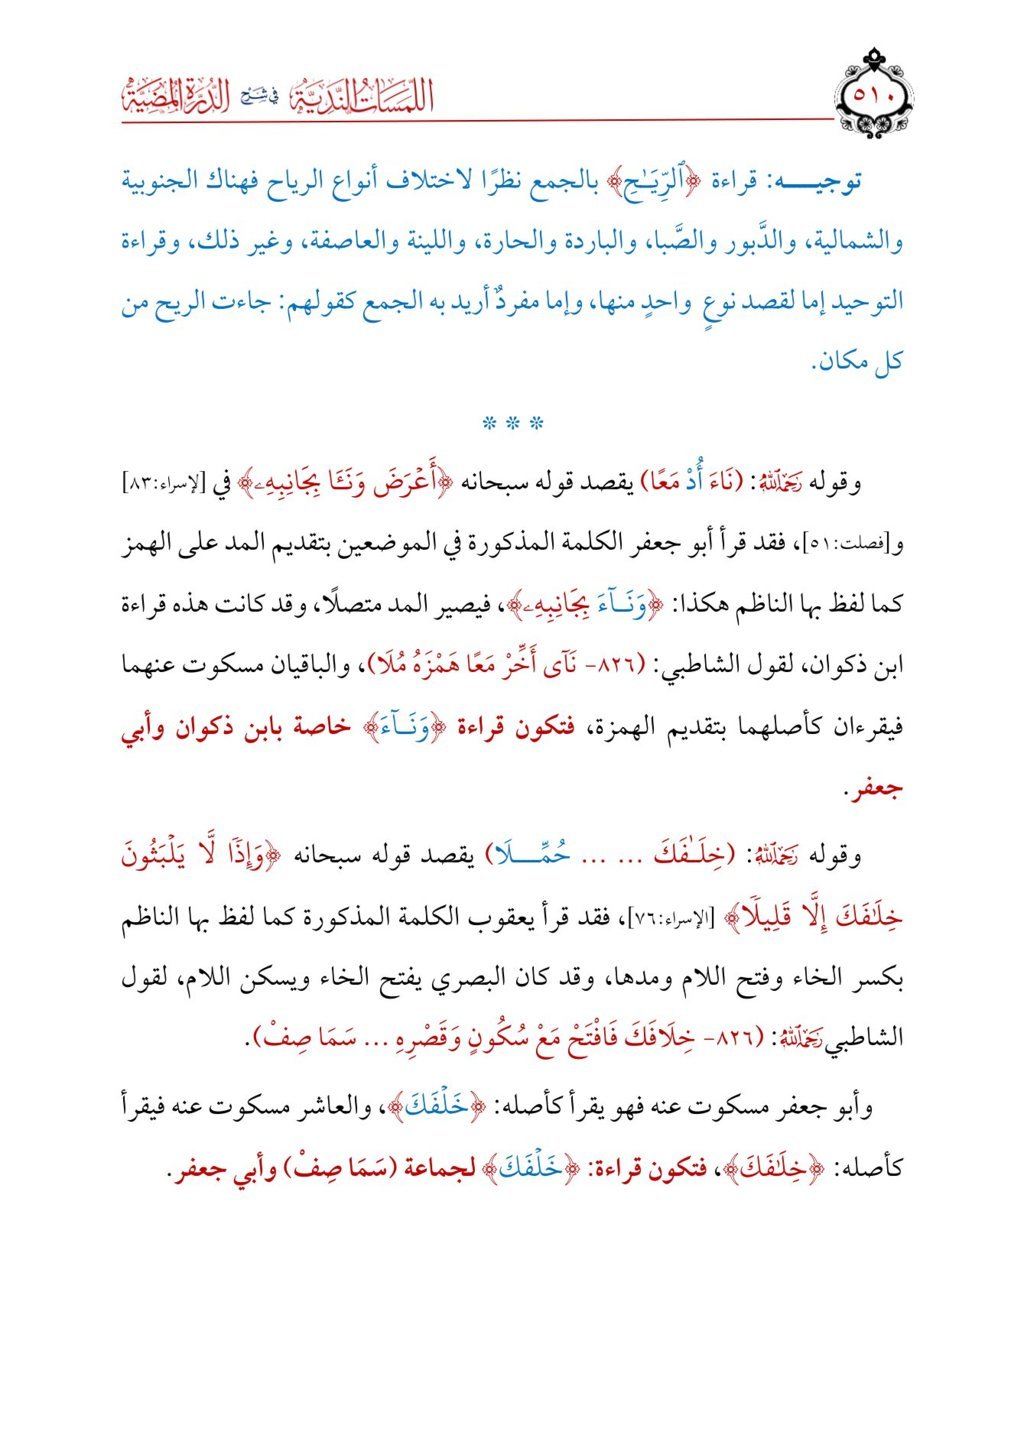 ٥١٠
اللمسات الندية في شرح الدرة المضية
توجيـــه: قراءة ﴿ٱلرِّيَـٰحِ﴾ بالجمع نظرًا لاختلاف أنواع الرياح فهناك الجنوبية
والشمالية، والدَّبور والصَّبا، والباردة والحارة، واللينة والعاصفة، وغير ذلك، وقراءة
التوحيد إما لقصد نوعٍ واحدٍ منها، وإما مفردٌ أريد به الجمع كقولهم: جاءت الريح من
كل مكان.
* * *
وقوله رَحِمَهُ ٱللَّهُ: (نَاءَ أُدْ مَعًا) يقصد قوله سبحانه ﴿أَعۡرَضَ وَنَـَٔا بِجَانِبِهِۦ﴾ في [لإسراء:٨٣]
و[فصلت:٥١]، فقد قرأ أبو جعفر الكلمة المذكورة في الموضعين بتقديم المد على الهمز
كما لفظ بها الناظم هكذا: ﴿وَنَــآءَ بِجَانِبِهِۦ﴾، فيصير المد متصلًا، وقد كانت هذه قراءة
ابن ذكوان، لقول الشاطبي: (٨٢٦- نَآى أَخِّرْ مَعًا هَمْزَهُ مُلَا)، والباقيان مسكوت عنهما
فيقرءان كأصلهما بتقديم الهمزة، فتكون قراءة ﴿وَنَــآءَ﴾ خاصة بابن ذكوان وأبي
جعفر.
وقوله رَحِمَهُ ٱللَّهُ: (خِلَـٰفَكَ ... ... حُمِّـــلَا) يقصد قوله سبحانه ﴿وَإِذٗا لَّا يَلۡبَثُونَ
خِلَٰفَكَ إِلَّا قَلِيلٗا﴾ [الإسراء:٧٦]، فقد قرأ يعقوب الكلمة المذكورة كما لفظ بها الناظم
بكسر الخاء وفتح اللام ومدها، وقد كان البصري يفتح الخاء ويسكن اللام، لقول
الشاطبي رَحِمَهُ ٱللَّهُ: (٨٢٦- خِلَافَكَ فَافْتَحْ مَعْ سُكُونٍ وَقَصْرِهِ ... سَمَا صِفْ).
وأبو جعفر مسكوت عنه فهو يقرأ كأصله: ﴿خَلۡفَكَ﴾، والعاشر مسكوت عنه فيقرأ
كأصله: ﴿خِلَٰفَكَ﴾، فتكون قراءة: ﴿خَلۡفَكَ﴾ لجماعة (سَمَا صِفْ) وأبي جعفر.